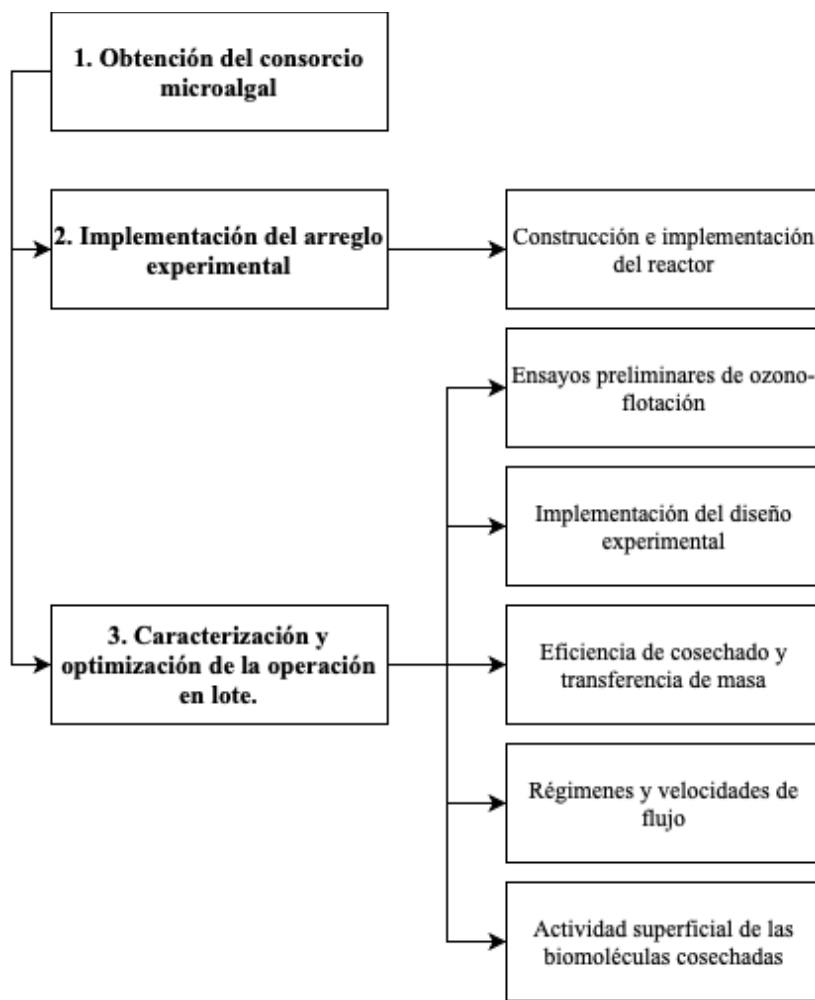 1. Obtención del consorcio
microalgal
2. Implementación del arreglo
experimental
Construcción e implementación
del reactor
Ensayos preliminares de ozono-
flotación
Implementación del diseño
experimental
3. Caracterización y
optimización de la operación
en lote.
Eficiencia de cosechado y
transferencia de masa
Régimenes y velocidades de
flujo
Actividad superficial de las
biomoléculas cosechadas